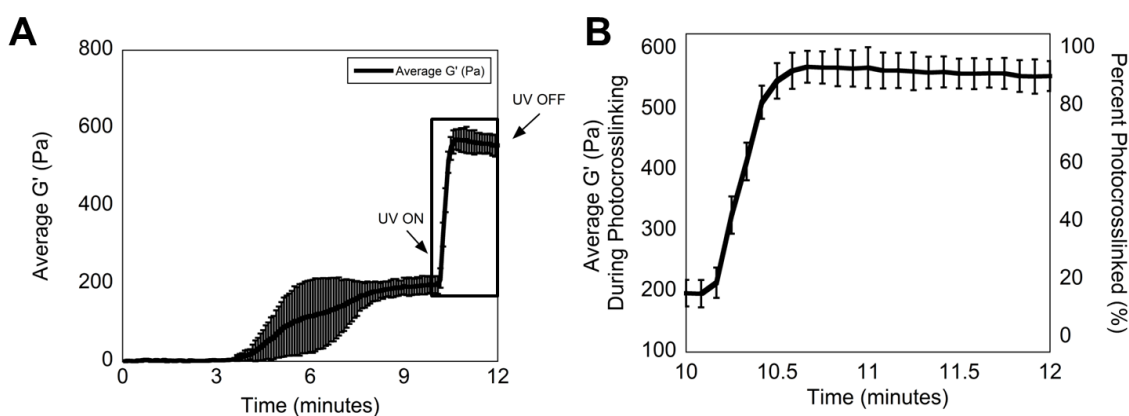 A
800
600
400
200
0
Average G' (Pa)
Average G' (Pa)
UV OFF
UV ON
0 3 6 9 12
Time (minutes)
B
600
500
400
300
200
100
Average G' (Pa)
During Photocrosslinking
100
80
60
40
20
0
Percent Photocrosslinked (%)
10 10.5 11 11.5 12
Time (minutes)